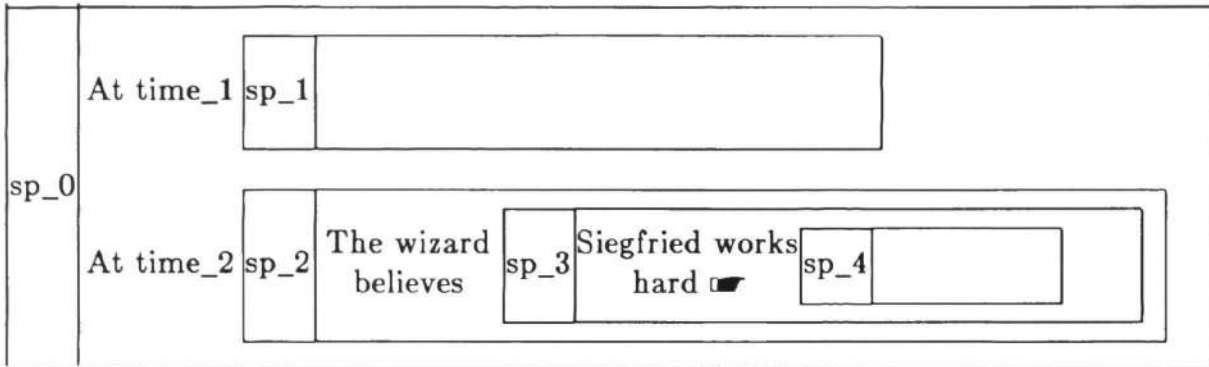 At time_1 sp_1
sp_0
The wizard Siegfried works
At time_2 sp_2 sp_3 sp_4
believes hard ☛